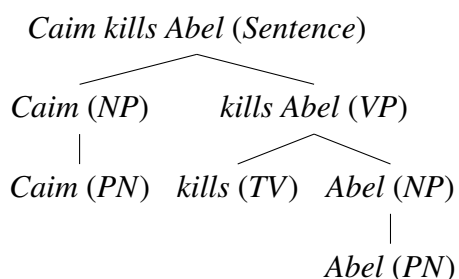 Caim kills Abel (Sentence)
Caim (NP) kills Abel (VP)
Caim (PN) kills (TV) Abel (NP)
Abel (PN)